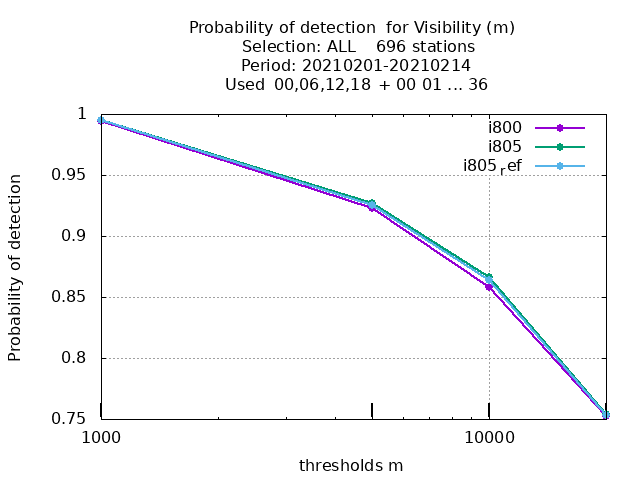 Probability of detection  for Visibility (m)
Selection: ALL    696 stations
Period: 20210201-20210214
Used  00,06,12,18  + 00 01 ... 36
1
0.95
0.9
0.85
0.8
0.75
Probability of detection
i800
i805
i805ref
1000
10000
thresholds m